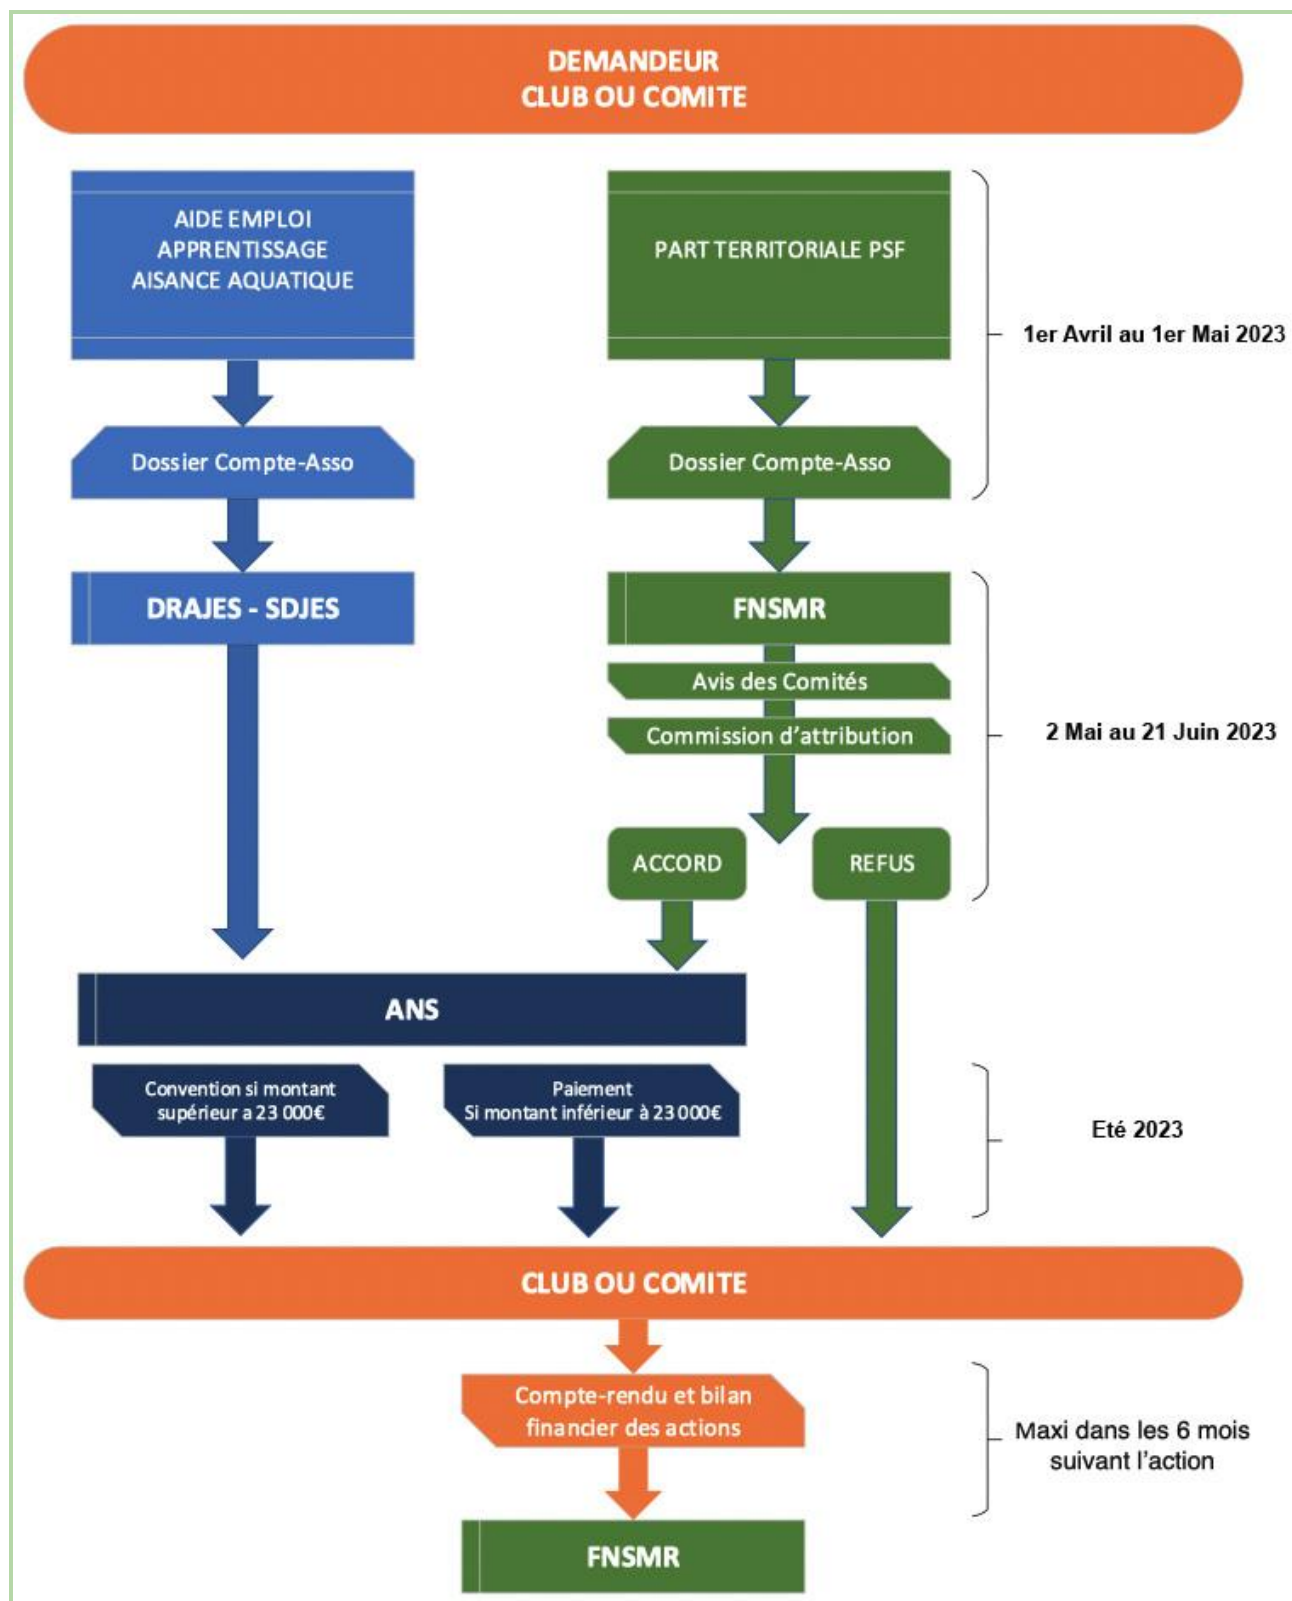 DEMANDEUR
CLUB OU COMITE
AIDE EMPLOI
APPRENTISSAGE
AISANCE AQUATIQUE
PART TERRITORIALE PSF
1er Avril au 1er Mai 2023
Dossier Compte-Asso
Dossier Compte-Asso
DRAJES - SDJES
FNSMR
Avis des Comités
Commission d'attribution
2 Mai au 21 Juin 2023
ACCORD
REFUS
ANS
Convention si montant
supérieur a 23 000€
Paiement
Si montant inférieur à 23 000€
Eté 2023
CLUB OU COMITE
Compte-rendu et bilan
financier des actions
Maxi dans les 6 mois
suivant l'action
FNSMR